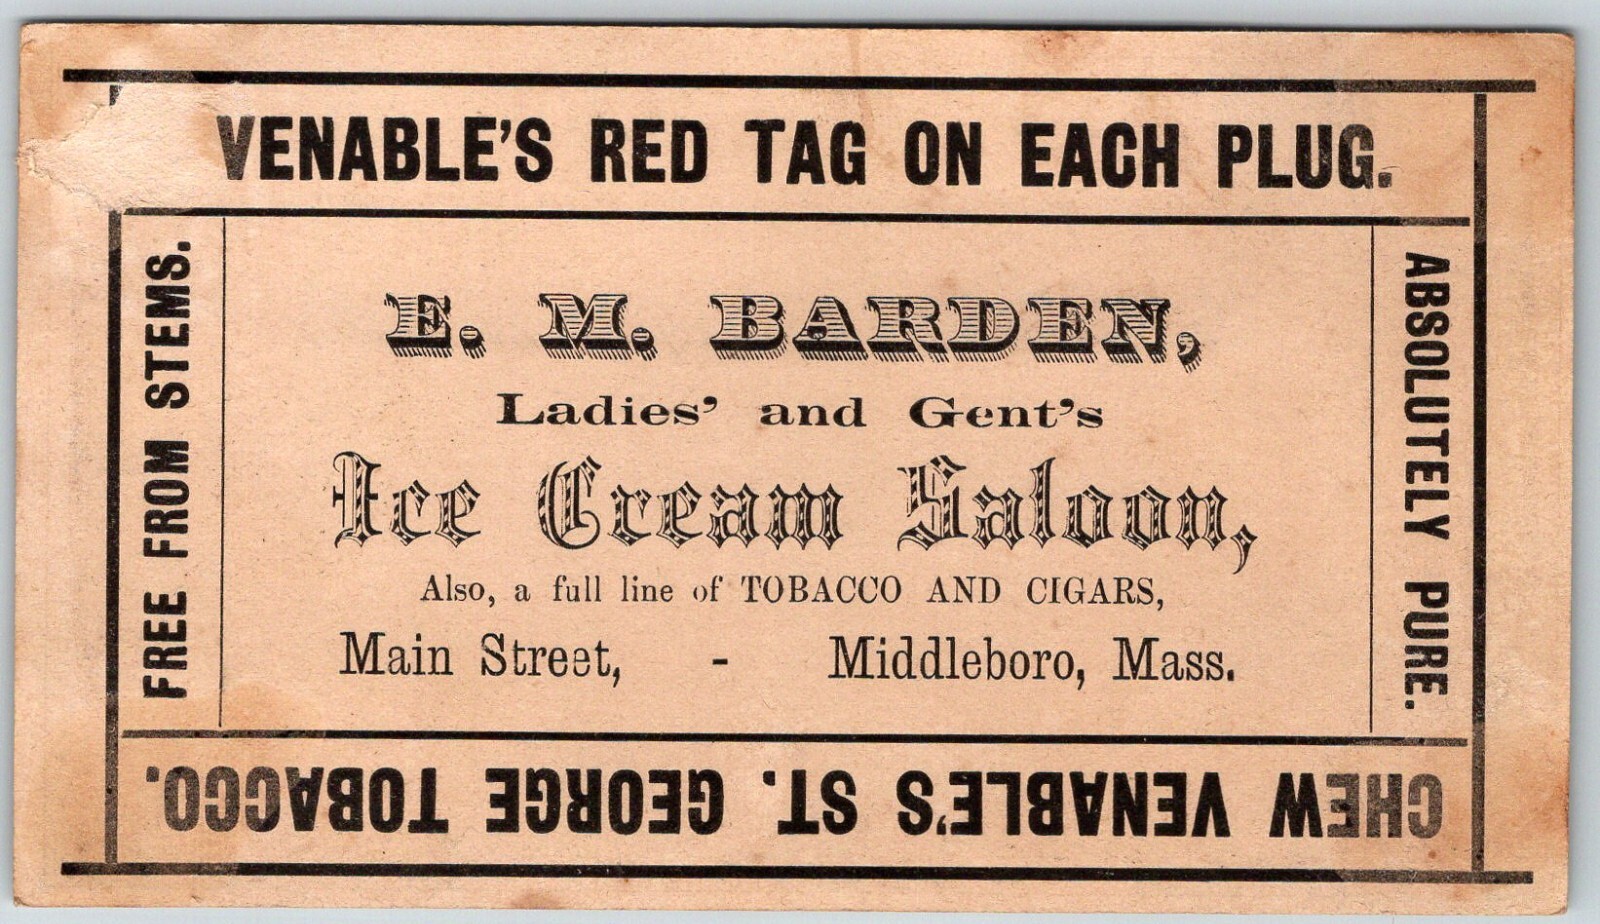 VENABLE'S RED TAG ON EACH PLUG.
FREE FROM STEMS.
E. M. BARDEN,
Ladies' and Gent's
Ice Cream Saloon,
Also, a full line of TOBACCO AND CIGARS,
Main Street, - Middleboro, Mass.
ABSOLUTELY PURE.
CHEW VENABLE'S ST. GEORGE TOBACCO.